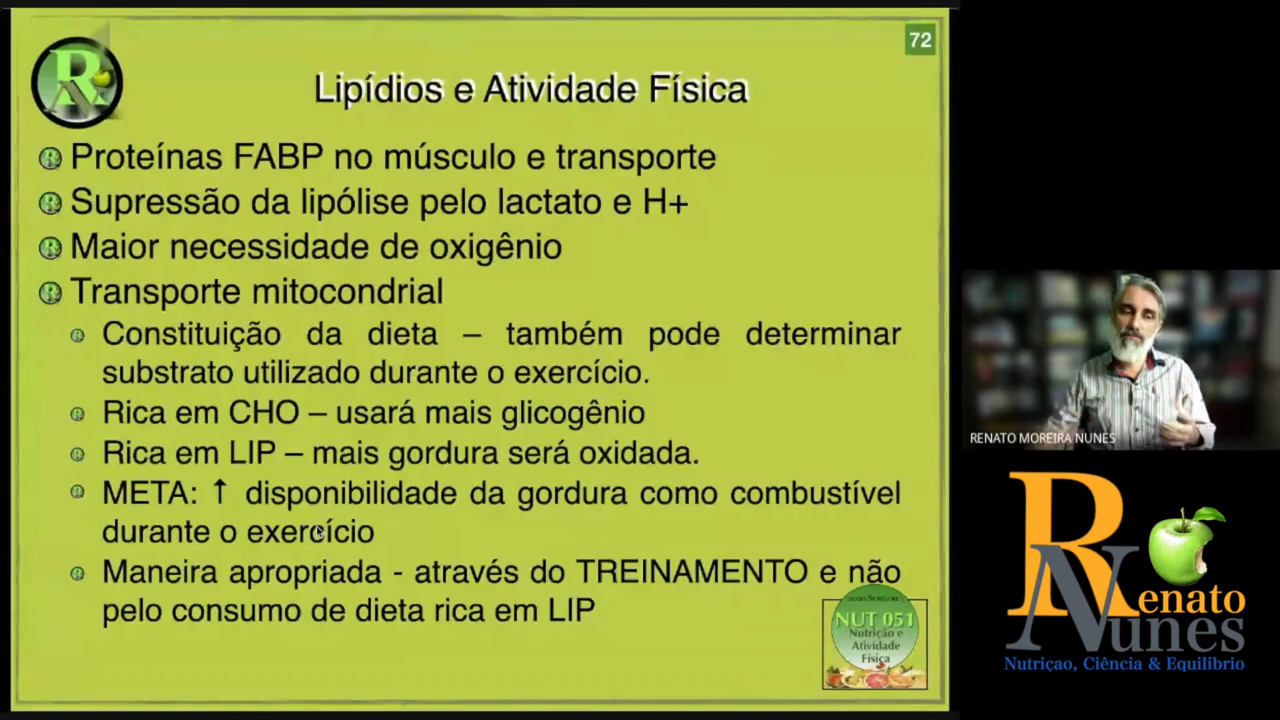 72
Lipídios e Atividade Física
Proteínas FABP no músculo e transporte
Supressão da lipólise pelo lactato e H+
Maior necessidade de oxigênio
Transporte mitocondrial
Constituição da dieta – também pode determinar
substrato utilizado durante o exercício.
Rica em CHO – usará mais glicogênio
Rica em LIP – mais gordura será oxidada.
META: ↑ disponibilidade da gordura como combustível
durante o exercício
Maneira apropriada - através do TREINAMENTO e não
pelo consumo de dieta rica em LIP
NUT 051
Nutrição e
Atividade
Física
RENATO MOREIRA NUNES
Renato
Nunes
Nutriçao, Ciência & Equilibrio